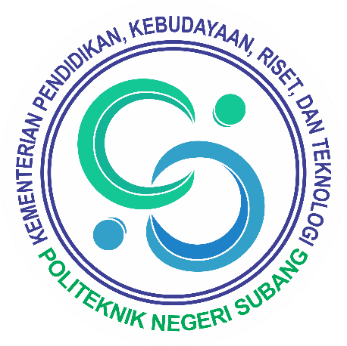 KEMENTERIAN PENDIDIKAN, KEBUDAYAAN, RISET, DAN TEKNOLOGI
POLITEKNIK NEGERI SUBANG